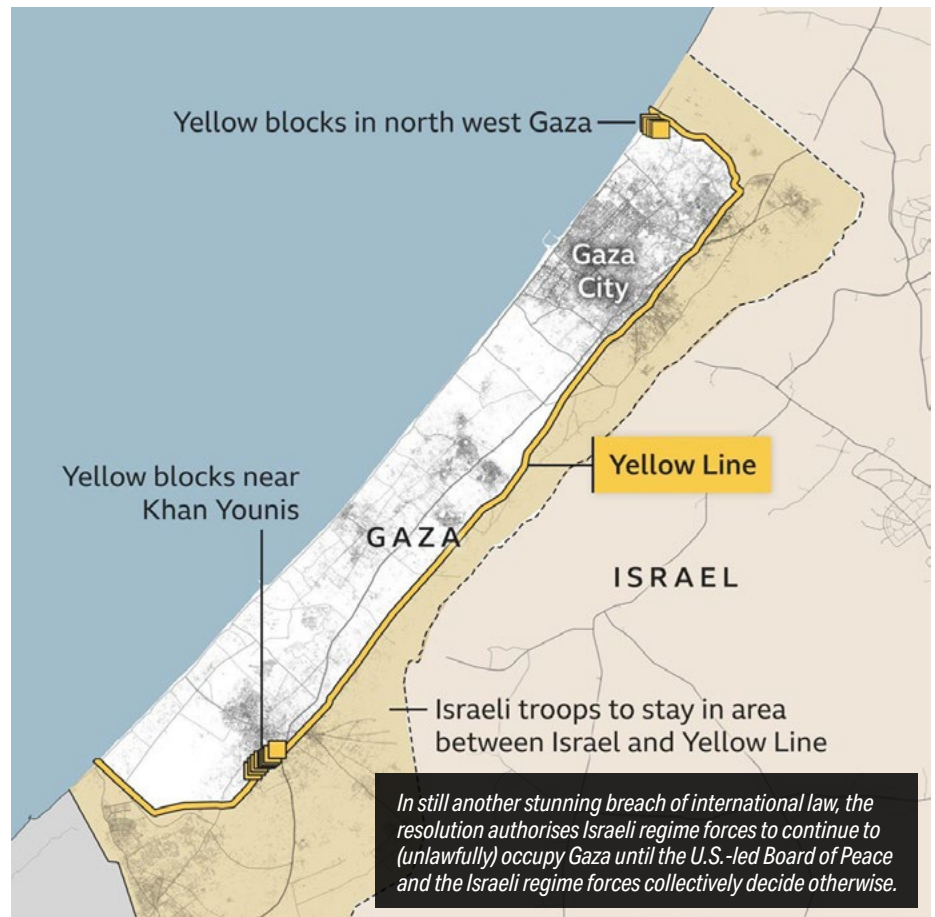 Yellow blocks in north west Gaza
Gaza
City
Yellow Line
Yellow blocks near
Khan Younis
GAZA
ISRAEL
Israeli troops to stay in area
between Israel and Yellow Line
In still another stunning breach of international law, the
resolution authorises Israeli regime forces to continue to
(unlawfully) occupy Gaza until the U.S.-led Board of Peace
and the Israeli regime forces collectively decide otherwise.